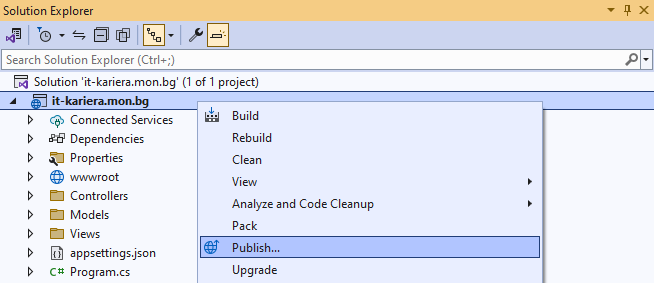 Solution Explorer
Search Solution Explorer (Ctrl+;)
Solution 'it-kariera.mon.bg' (1 of 1 project)
it-kariera.mon.bg
Connected Services
Dependencies
Properties
wwwroot
Controllers
Models
Views
appsettings.json
C# Program.cs
Build
Rebuild
Clean
View
Analyze and Code Cleanup
Pack
Publish...
Upgrade